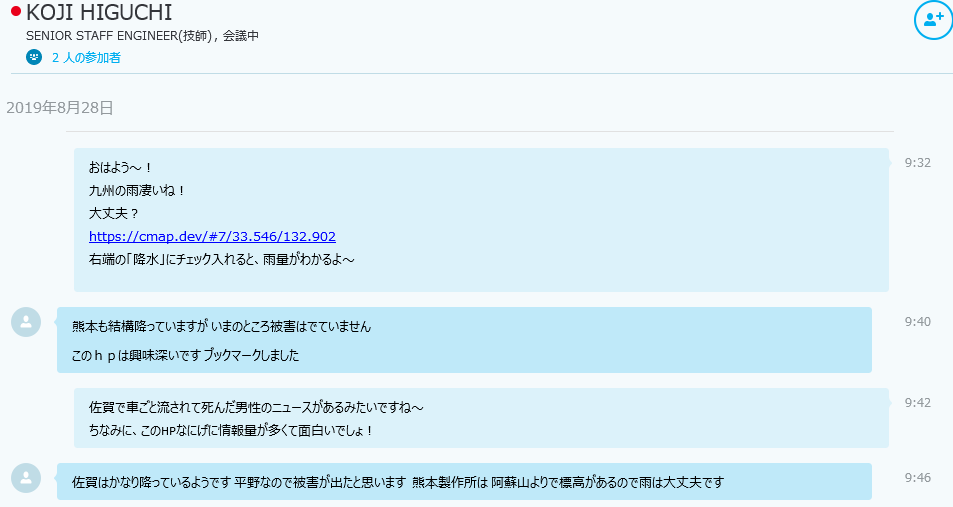 KOJI HIGUCHI
SENIOR STAFF ENGINEER(技師) , 会議中
2 人の参加者
2019年8月28日
おはよう～！
9:32
九州の雨凄いね！
大丈夫？
https://cmap.dev/#7/33.546/132.902
右端の「降水」にチェック入れると、雨量がわかるよ～
熊本も結構降っていますが いまのところ被害はでていません
9:40
このｈｐは興味深いです ブックマークしました
佐賀で車ごと流されて死んだ男性のニュースがあるみたいですね～
9:42
ちなみに、このHPなにげに情報量が多くて面白いでしょ！
佐賀はかなり降っているようです 平野なので被害が出たと思います 熊本製作所は 阿蘇山よりでで標高があるので雨は大丈夫です
9:46